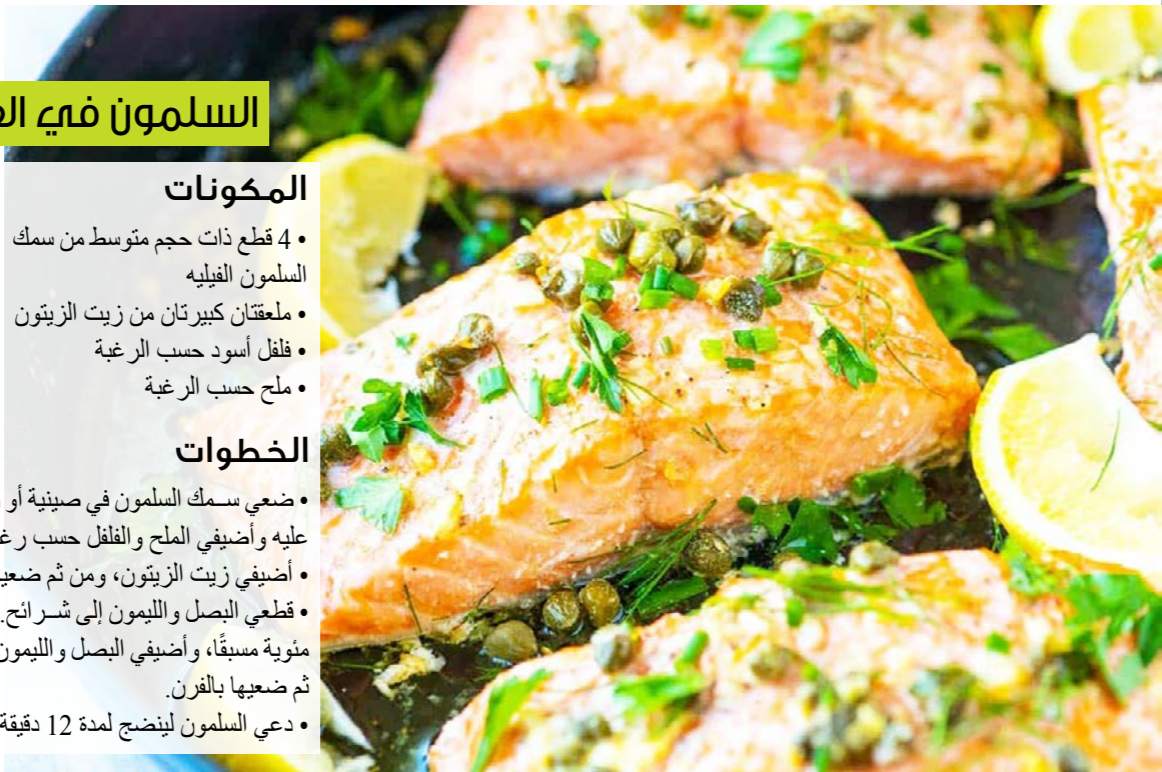 السلمون في
المكونات
• 4 قطع ذات حجم متوسط من سمك
السلمون الفيليه
• ملعقتان كبيرتان من زيت الزيتون
• فلفل أسود حسب الرغبة
• ملح حسب الرغبة
الخطوات
• ضعي سمك السلمون في صينية أو
عليه وأضيفي الملح والفلفل حسب
• أضيفي زيت الزيتون، ومن ثم
• قطعي البصل والليمون إلى شرائح.
مئوية مسبقًا، وأضيفي البصل والليمون
ثم ضعيها بالفرن.
• دعي السلمون لينضج لمدة 12 دقيقة